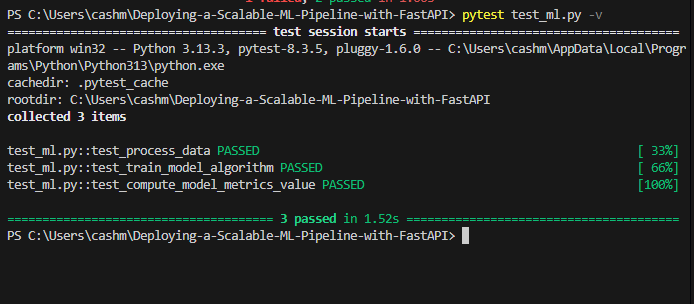 PS C:\Users\cashm\Deploying-a-Scalable-ML-Pipeline-with-FastAPI> pytest test_ml.py -v
===================================== test session starts ======================================
platform win32 -- Python 3.13.3, pytest-8.3.5, pluggy-1.6.0 -- C:\Users\cashm\AppData\Local\Progr
ams\Python\Python313\python.exe
cachedir: .pytest_cache
rootdir: C:\Users\cashm\Deploying-a-Scalable-ML-Pipeline-with-FastAPI
collected 3 items
test_ml.py::test_process_data PASSED [ 33%]
test_ml.py::test_train_model_algorithm PASSED [ 66%]
test_ml.py::test_compute_model_metrics_value PASSED [100%]
====================================== 3 passed in 1.52s =======================================
PS C:\Users\cashm\Deploying-a-Scalable-ML-Pipeline-with-FastAPI>